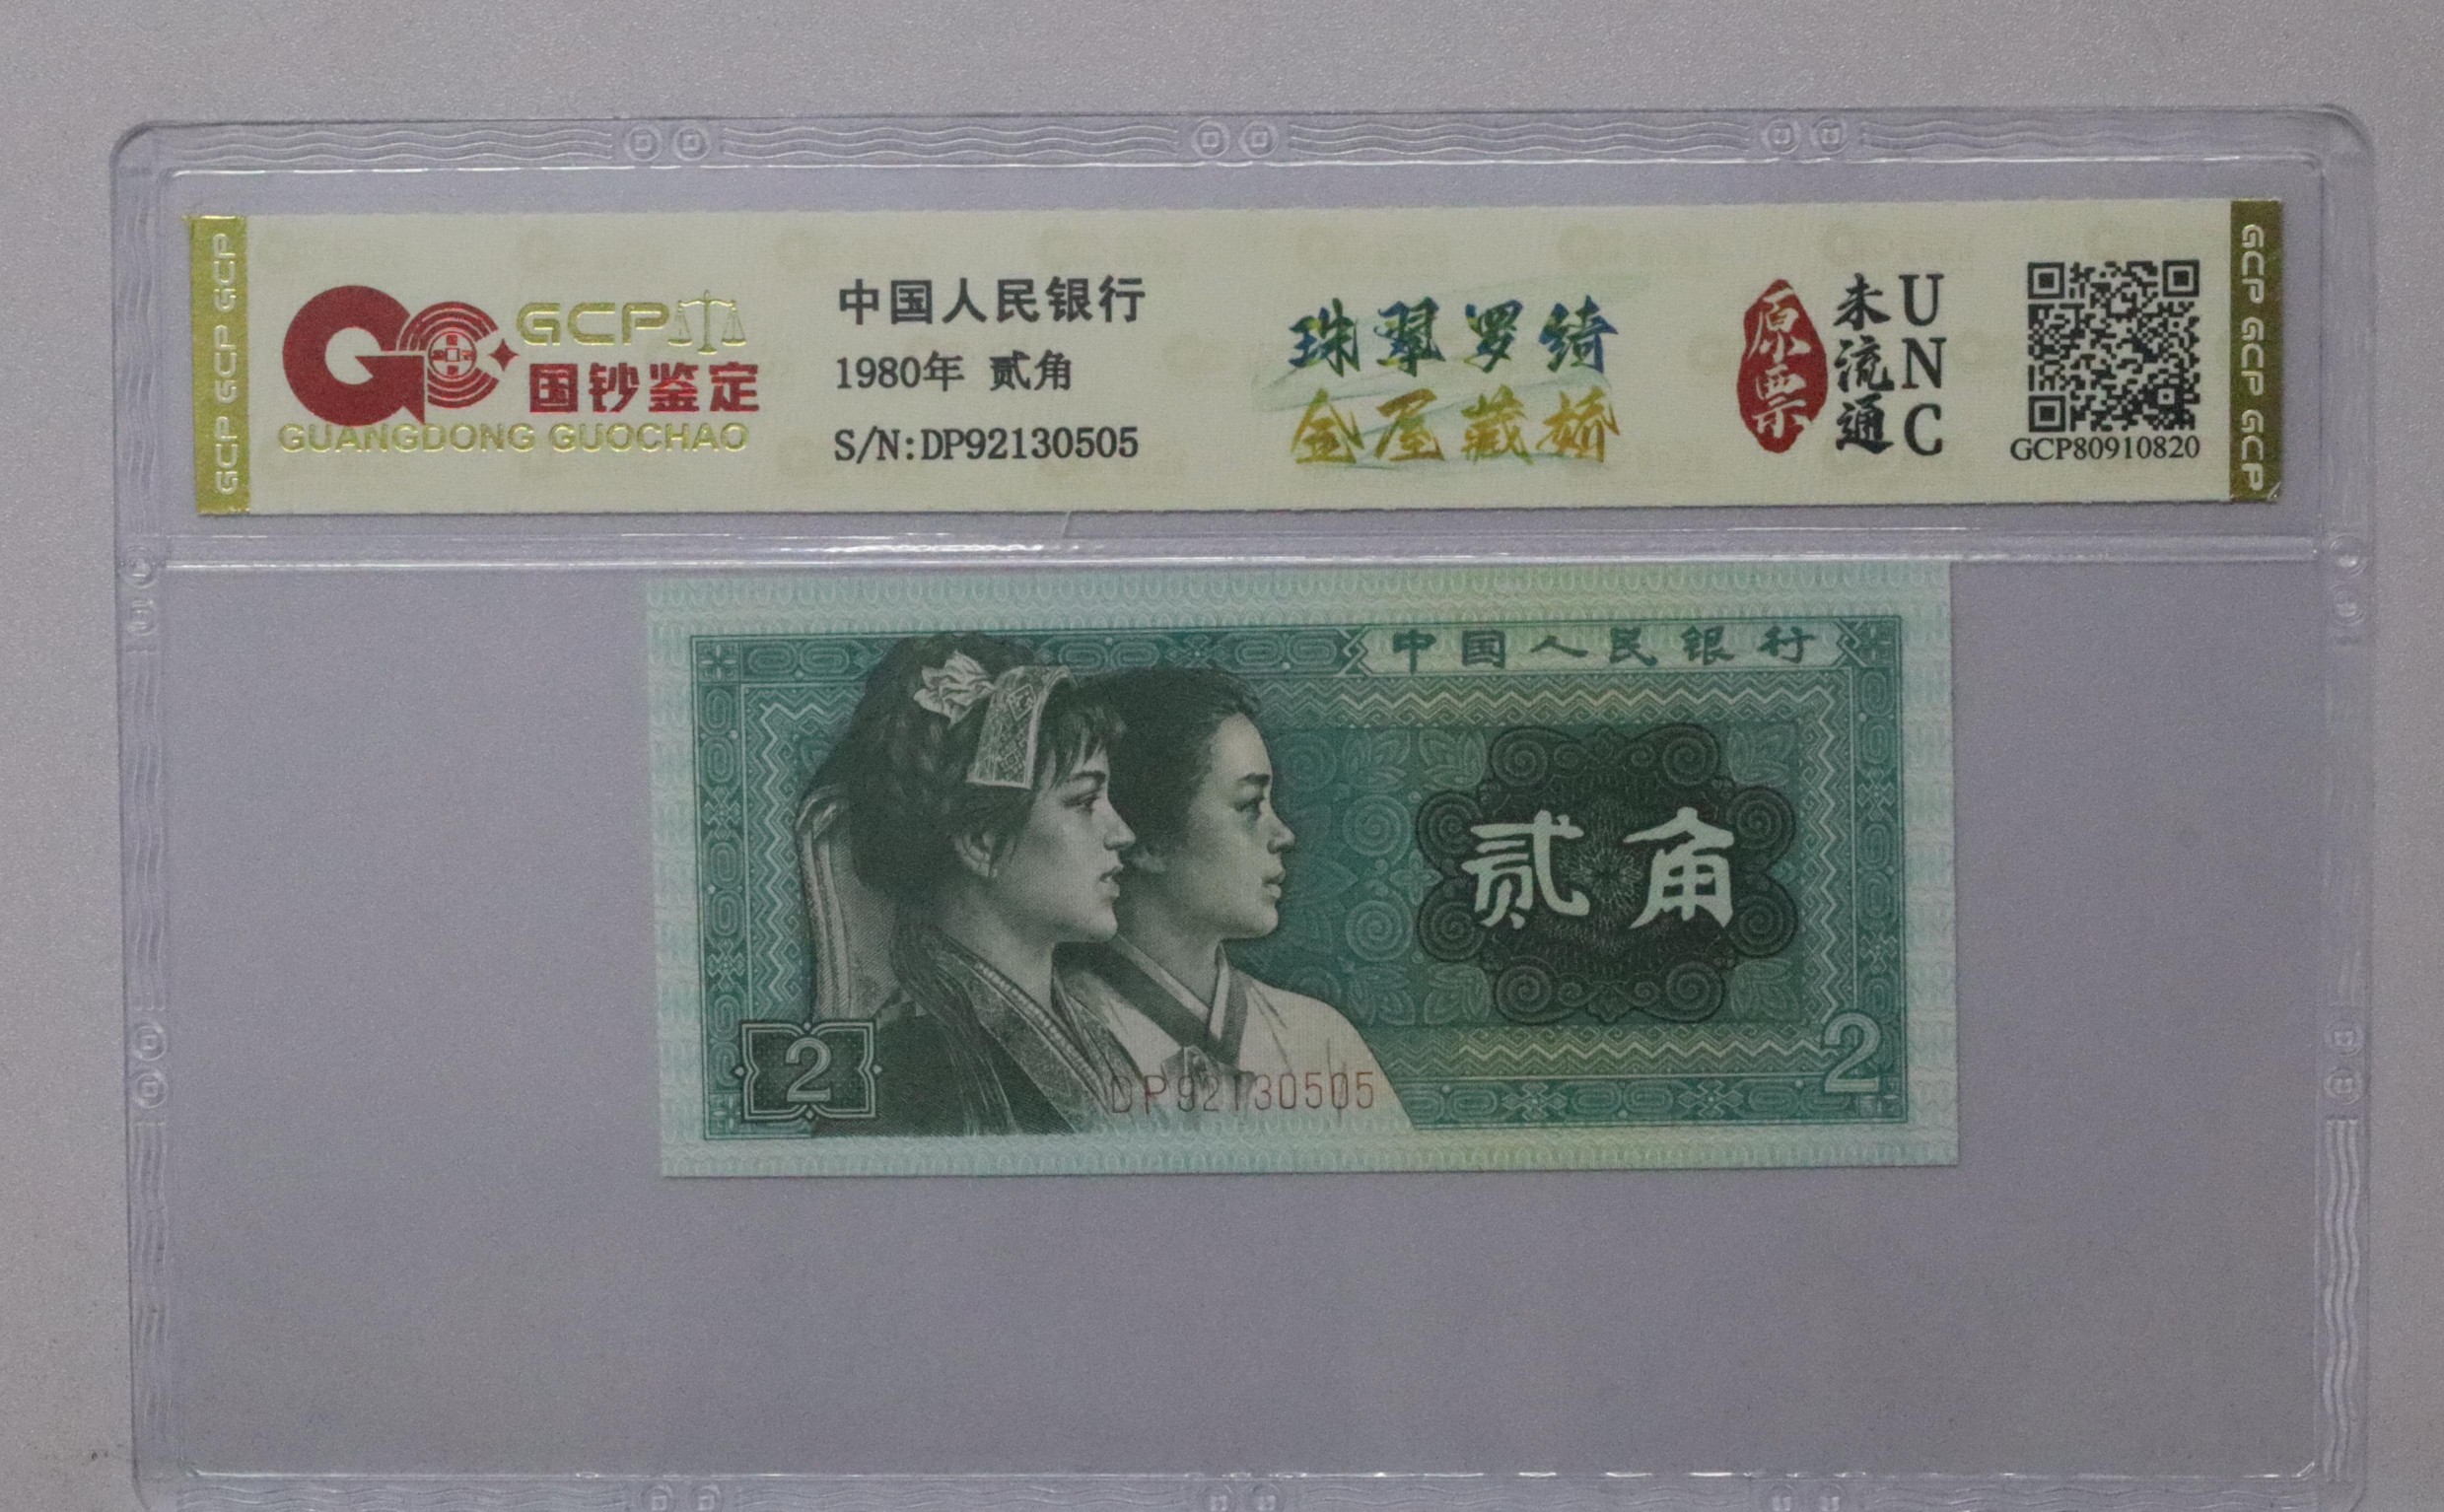 GCP GCP GCP
GCP
国钞鉴定
GUANGDONG GUOCHAO
中国人民银行
1980年 贰角
S/N:DP92130505
珠翠罗绮
金屋藏娇
原票
未流通
UNC
GCP80910820
GCP GCP GCP
中国人民银行
贰角
2
2
DP92130505